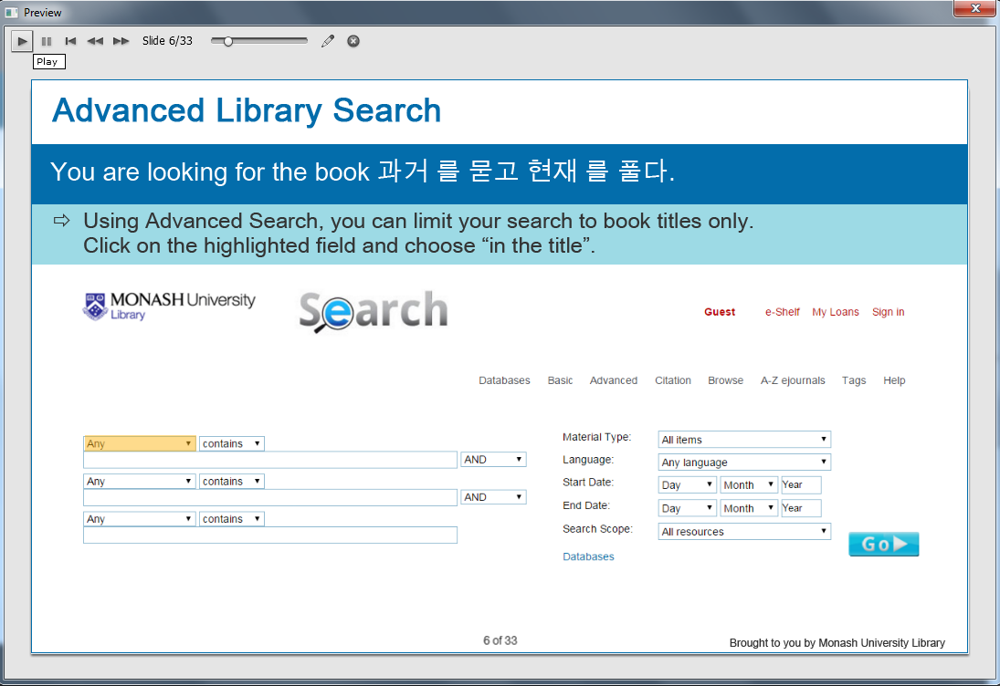 Preview
Slide 6/33
Play
Advanced Library Search
You are looking for the book 과거 를 묻고 현재 를 풀다.
⇨ Using Advanced Search, you can limit your search to book titles only.
Click on the highlighted field and choose “in the title”.
MONASH University
Library
Search
Guest e-Shelf My Loans Sign in
Databases Basic Advanced Citation Browse A-Z ejournals Tags Help
Any contains
AND
Any contains
AND
Any contains
Material Type: All items
Language: Any language
Start Date: Day Month Year
End Date: Day Month Year
Search Scope: All resources
Databases
Go
6 of 33
Brought to you by Monash University Library